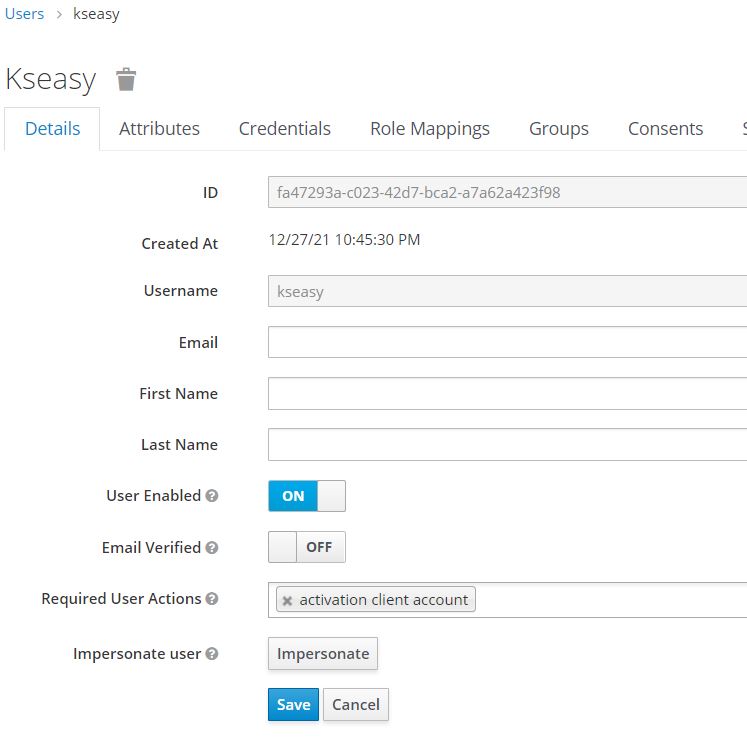 Users > kseasy
Kseasy
Details Attributes Credentials Role Mappings Groups Consents
ID fa47293a-c023-42d7-bca2-a7a62a423f98
Created At 12/27/21 10:45:30 PM
Username kseasy
Email
First Name
Last Name
User Enabled ON
Email Verified OFF
Required User Actions × activation client account
Impersonate user Impersonate
Save Cancel